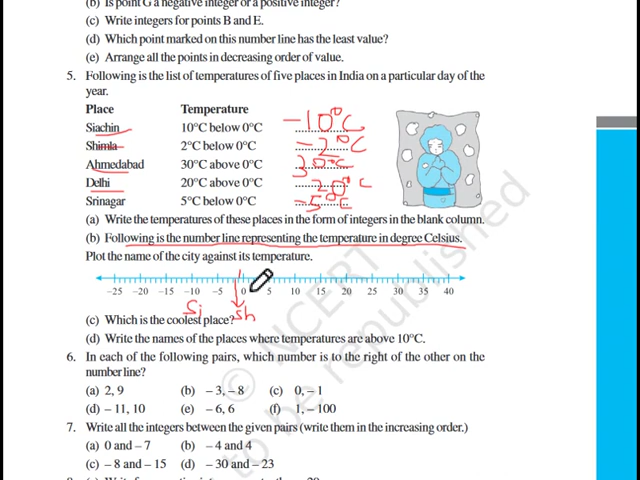 (b) Is point G a negative integer or a positive integer?
(c) Write integers for points B and E.
(d) Which point marked on this number line has the least value?
(e) Arrange all the points in decreasing order of value.
5. Following is the list of temperatures of five places in India on a particular day of the
year.
Place Temperature
Siachin 10°C below 0°C −10°C
Shimla 2°C below 0°C −2°C
Ahmedabad 30°C above 0°C 30°C
Delhi 20°C above 0°C 20°C
Srinagar 5°C below 0°C −5°C
(a) Write the temperatures of these places in the form of integers in the blank column.
(b) Following is the number line representing the temperature in degree Celsius.
Plot the name of the city against its temperature.
−25 −20 −15 −10 −5 0 5 10 15 20 25 30 35 40
Si Sh
(c) Which is the coolest place?
(d) Write the names of the places where temperatures are above 10°C.
6. In each of the following pairs, which number is to the right of the other on the
number line?
(a) 2, 9 (b) − 3, − 8 (c) 0, − 1
(d) − 11, 10 (e) − 6, 6 (f) 1, − 100
7. Write all the integers between the given pairs (write them in the increasing order.)
(a) 0 and − 7 (b) − 4 and 4
(c) − 8 and − 15 (d) − 30 and − 23
© NCERT
to be republished